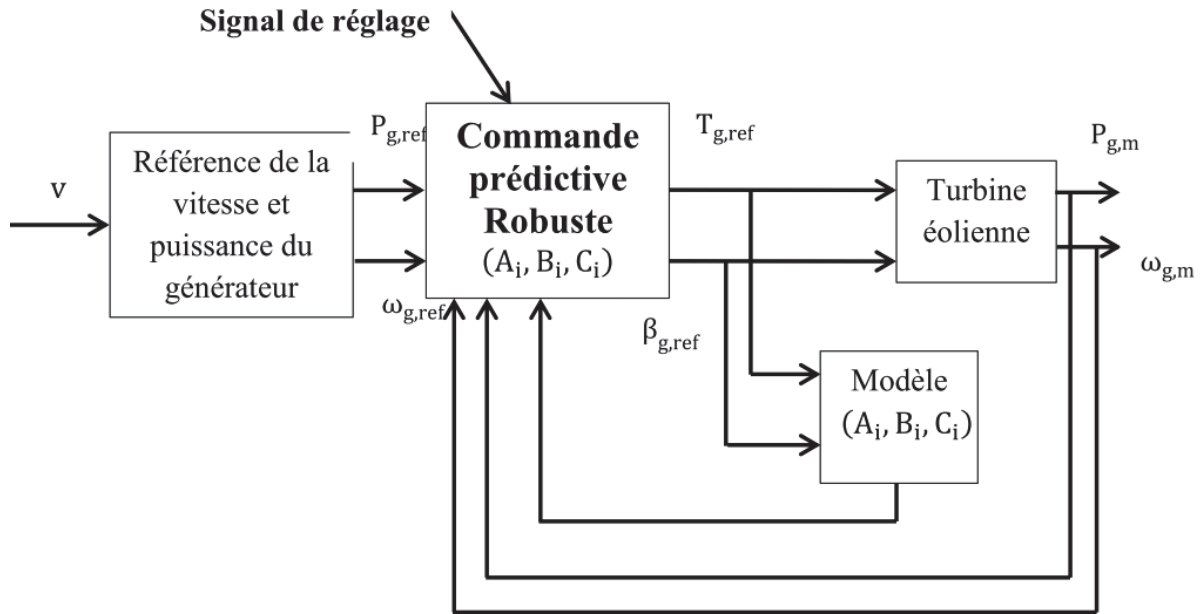 Signal de réglage
v
Référence de la
vitesse et
puissance du
générateur
P_{g,ref}
ω_{g,ref}
Commande
prédictive
Robuste
(A_i, B_i, C_i)
T_{g,ref}
β_{g,ref}
Turbine
éolienne
P_{g,m}
ω_{g,m}
Modèle
(A_i, B_i, C_i)